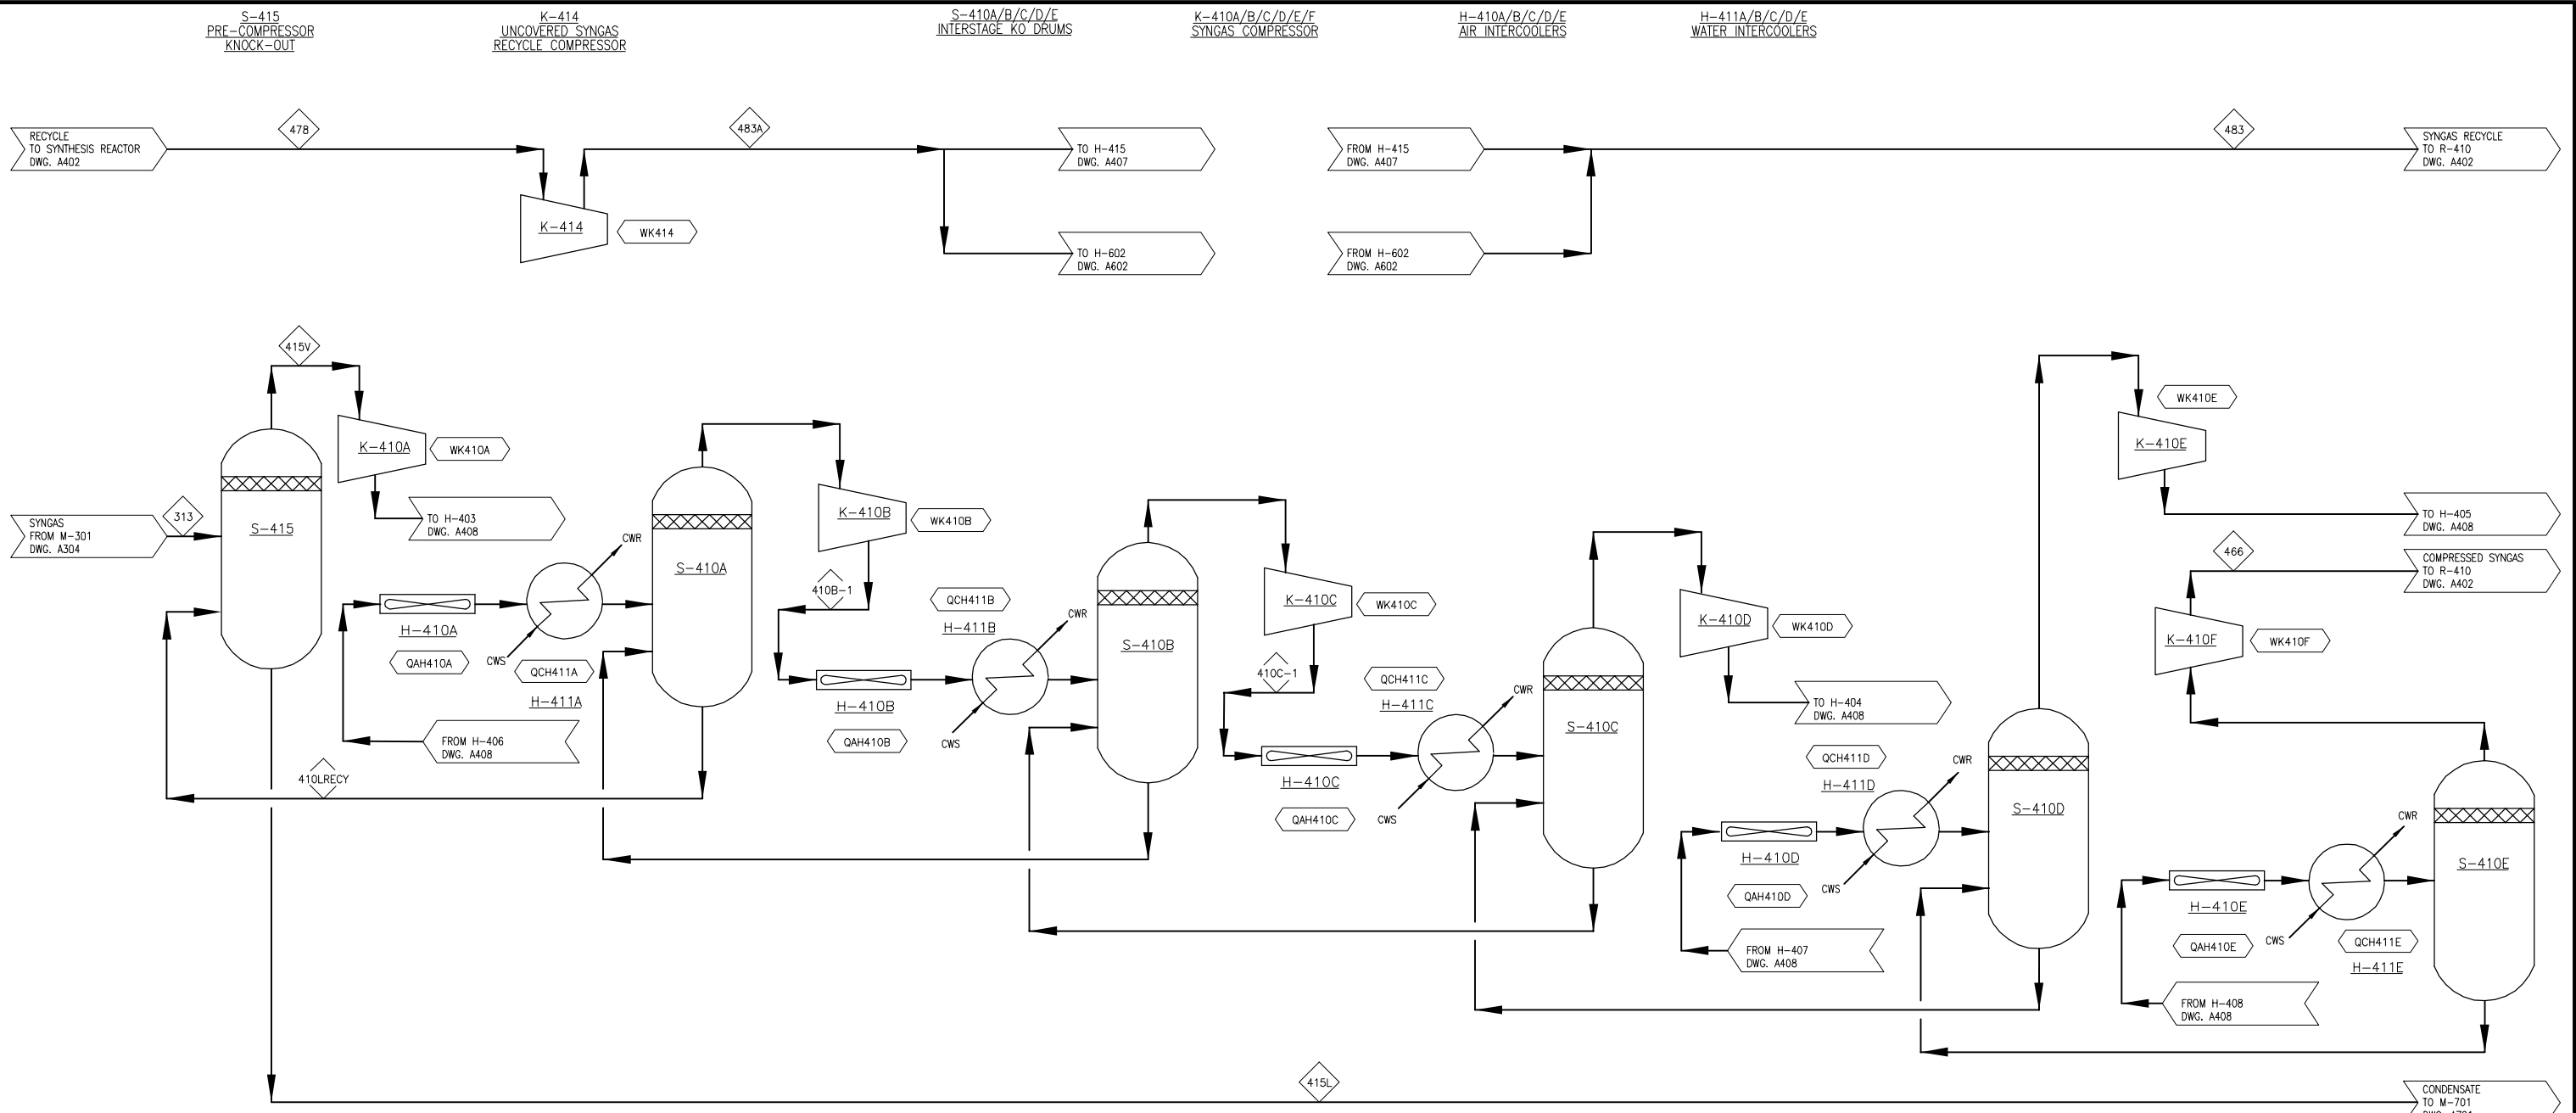 S-415
PRE-COMPRESSOR
KNOCK-OUT
K-414
UNCOVERED SYNGAS
RECYCLE COMPRESSOR
S-410A/B/C/D/E
INTERSTAGE KO DRUMS
K-410A/B/C/D/E/F
SYNGAS COMPRESSOR
H-410A/B/C/D/E
AIR INTERCOOLERS
H-411A/B/C/D/E
WATER INTERCOOLERS
RECYCLE
TO SYNTHESIS REACTOR
DWG. A402
478
K-414
WK414
483A
TO H-415
DWG. A407
TO H-602
DWG. A602
FROM H-415
DWG. A407
FROM H-602
DWG. A602
483
SYNGAS RECYCLE
TO R-410
DWG. A402
SYNGAS
FROM M-301
DWG. A304
313
S-415
415V
K-410A
WK410A
TO H-403
DWG. A408
H-410A
QAH410A
FROM H-406
DWG. A408
410LRECY
CWR
CWS
QCH411A
H-411A
S-410A
K-410B
WK410B
410B-1
H-410B
QAH410B
QCH411B
H-411B
CWR
CWS
S-410B
K-410C
WK410C
410C-1
H-410C
QAH410C
QCH411C
H-411C
CWR
CWS
S-410C
K-410D
WK410D
TO H-404
DWG. A408
QCH411D
H-411D
CWR
CWS
H-410D
QAH410D
FROM H-407
DWG. A408
S-410D
WK410E
K-410E
TO H-405
DWG. A408
466
COMPRESSED SYNGAS
TO R-410
DWG. A402
K-410F
WK410F
H-410E
QAH410E
FROM H-408
DWG. A408
CWR
CWS
QCH411E
H-411E
S-410E
415L
CONDENSATE
TO M-701